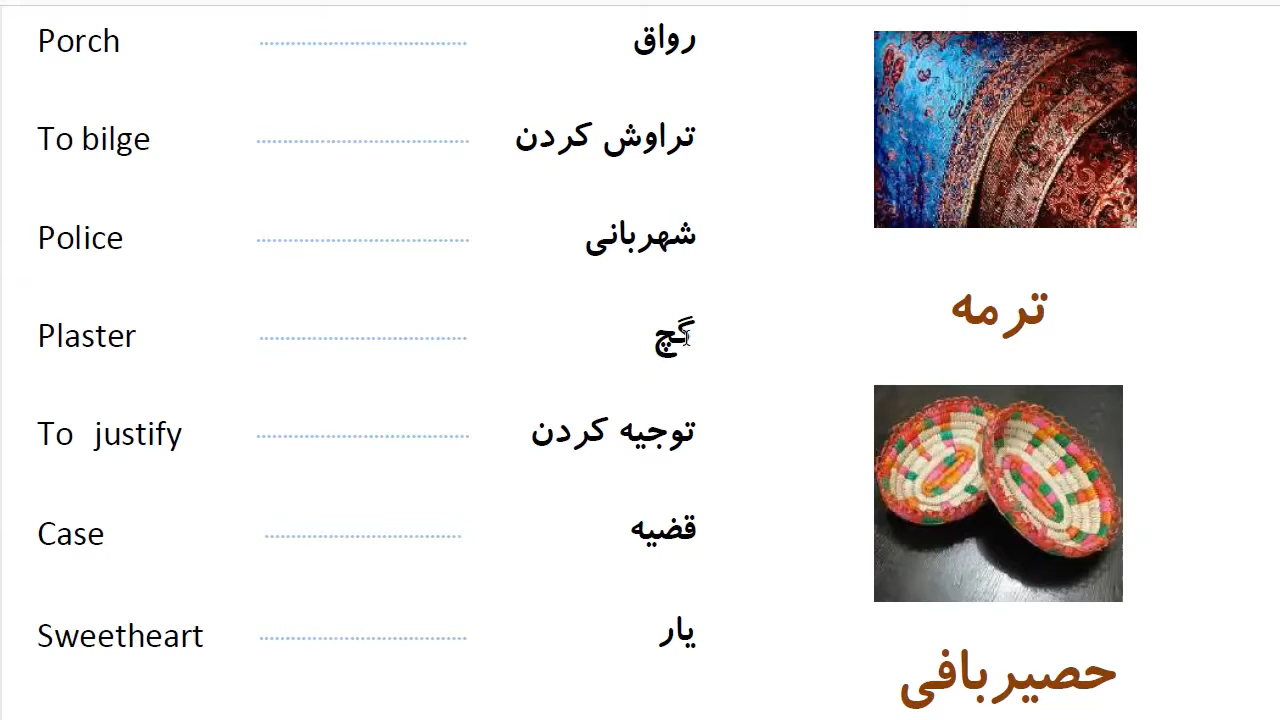 Porch رواق
To bilge تراوش کردن
Police شهربانی
Plaster گچ
To justify توجیه کردن
Case قضیه
Sweetheart یار
ترمه
حصیربافی